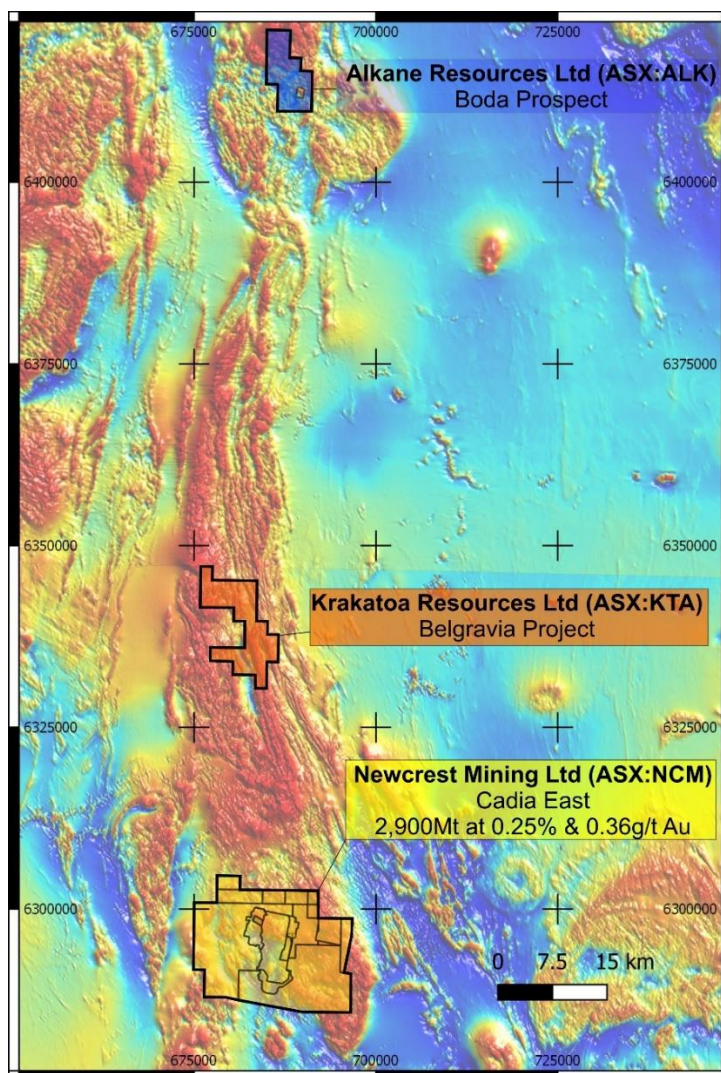 675000 700000 725000
Alkane Resources Ltd (ASX:ALK)
Boda Prospect
6400000 6400000
6375000 6375000
6350000 6350000
Krakatoa Resources Ltd (ASX:KTA)
Belgravia Project
6325000 6325000
Newcrest Mining Ltd (ASX:NCM)
Cadia East
2,900Mt at 0.25% & 0.36g/t Au
6300000 6300000
0 7.5 15 km
675000 700000 725000